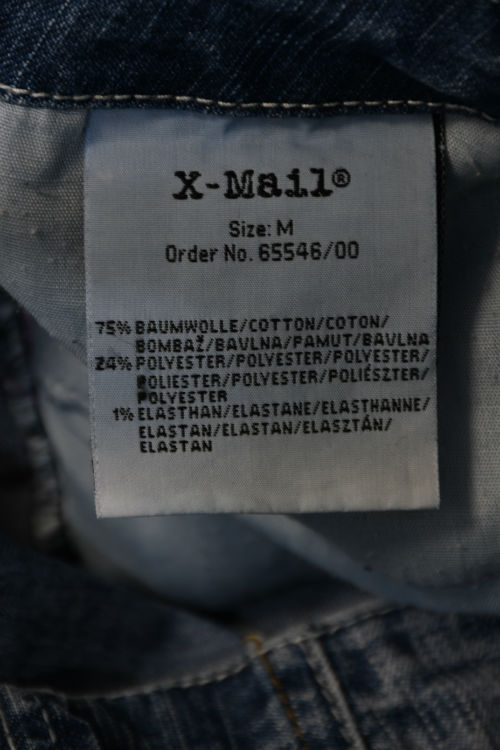 X-Mail®
Size: M
Order No. 65546/00
75% BAUMWOLLE/COTTON/COTON/
BOMBAŽ/BAVLNA/PAMUT/BAVLNA
24% POLYESTER/POLYESTER/POLYESTER/
POLIESTER/POLYESTER/POLIÉSZTER/
POLYESTER
1% ELASTHAN/ELASTANE/ELASTHANNE/
ELASTAN/ELASTAN/ELASZTÁN/
ELASTAN